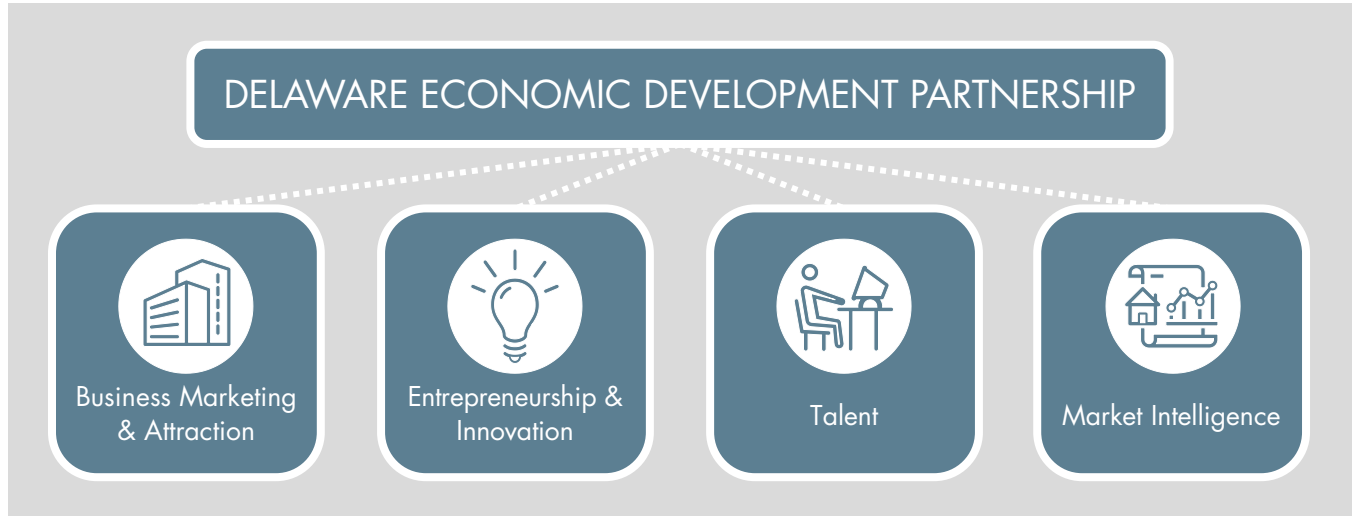 DELAWARE ECONOMIC DEVELOPMENT PARTNERSHIP
Business Marketing
& Attraction
Entrepreneurship &
Innovation
Talent
Market Intelligence